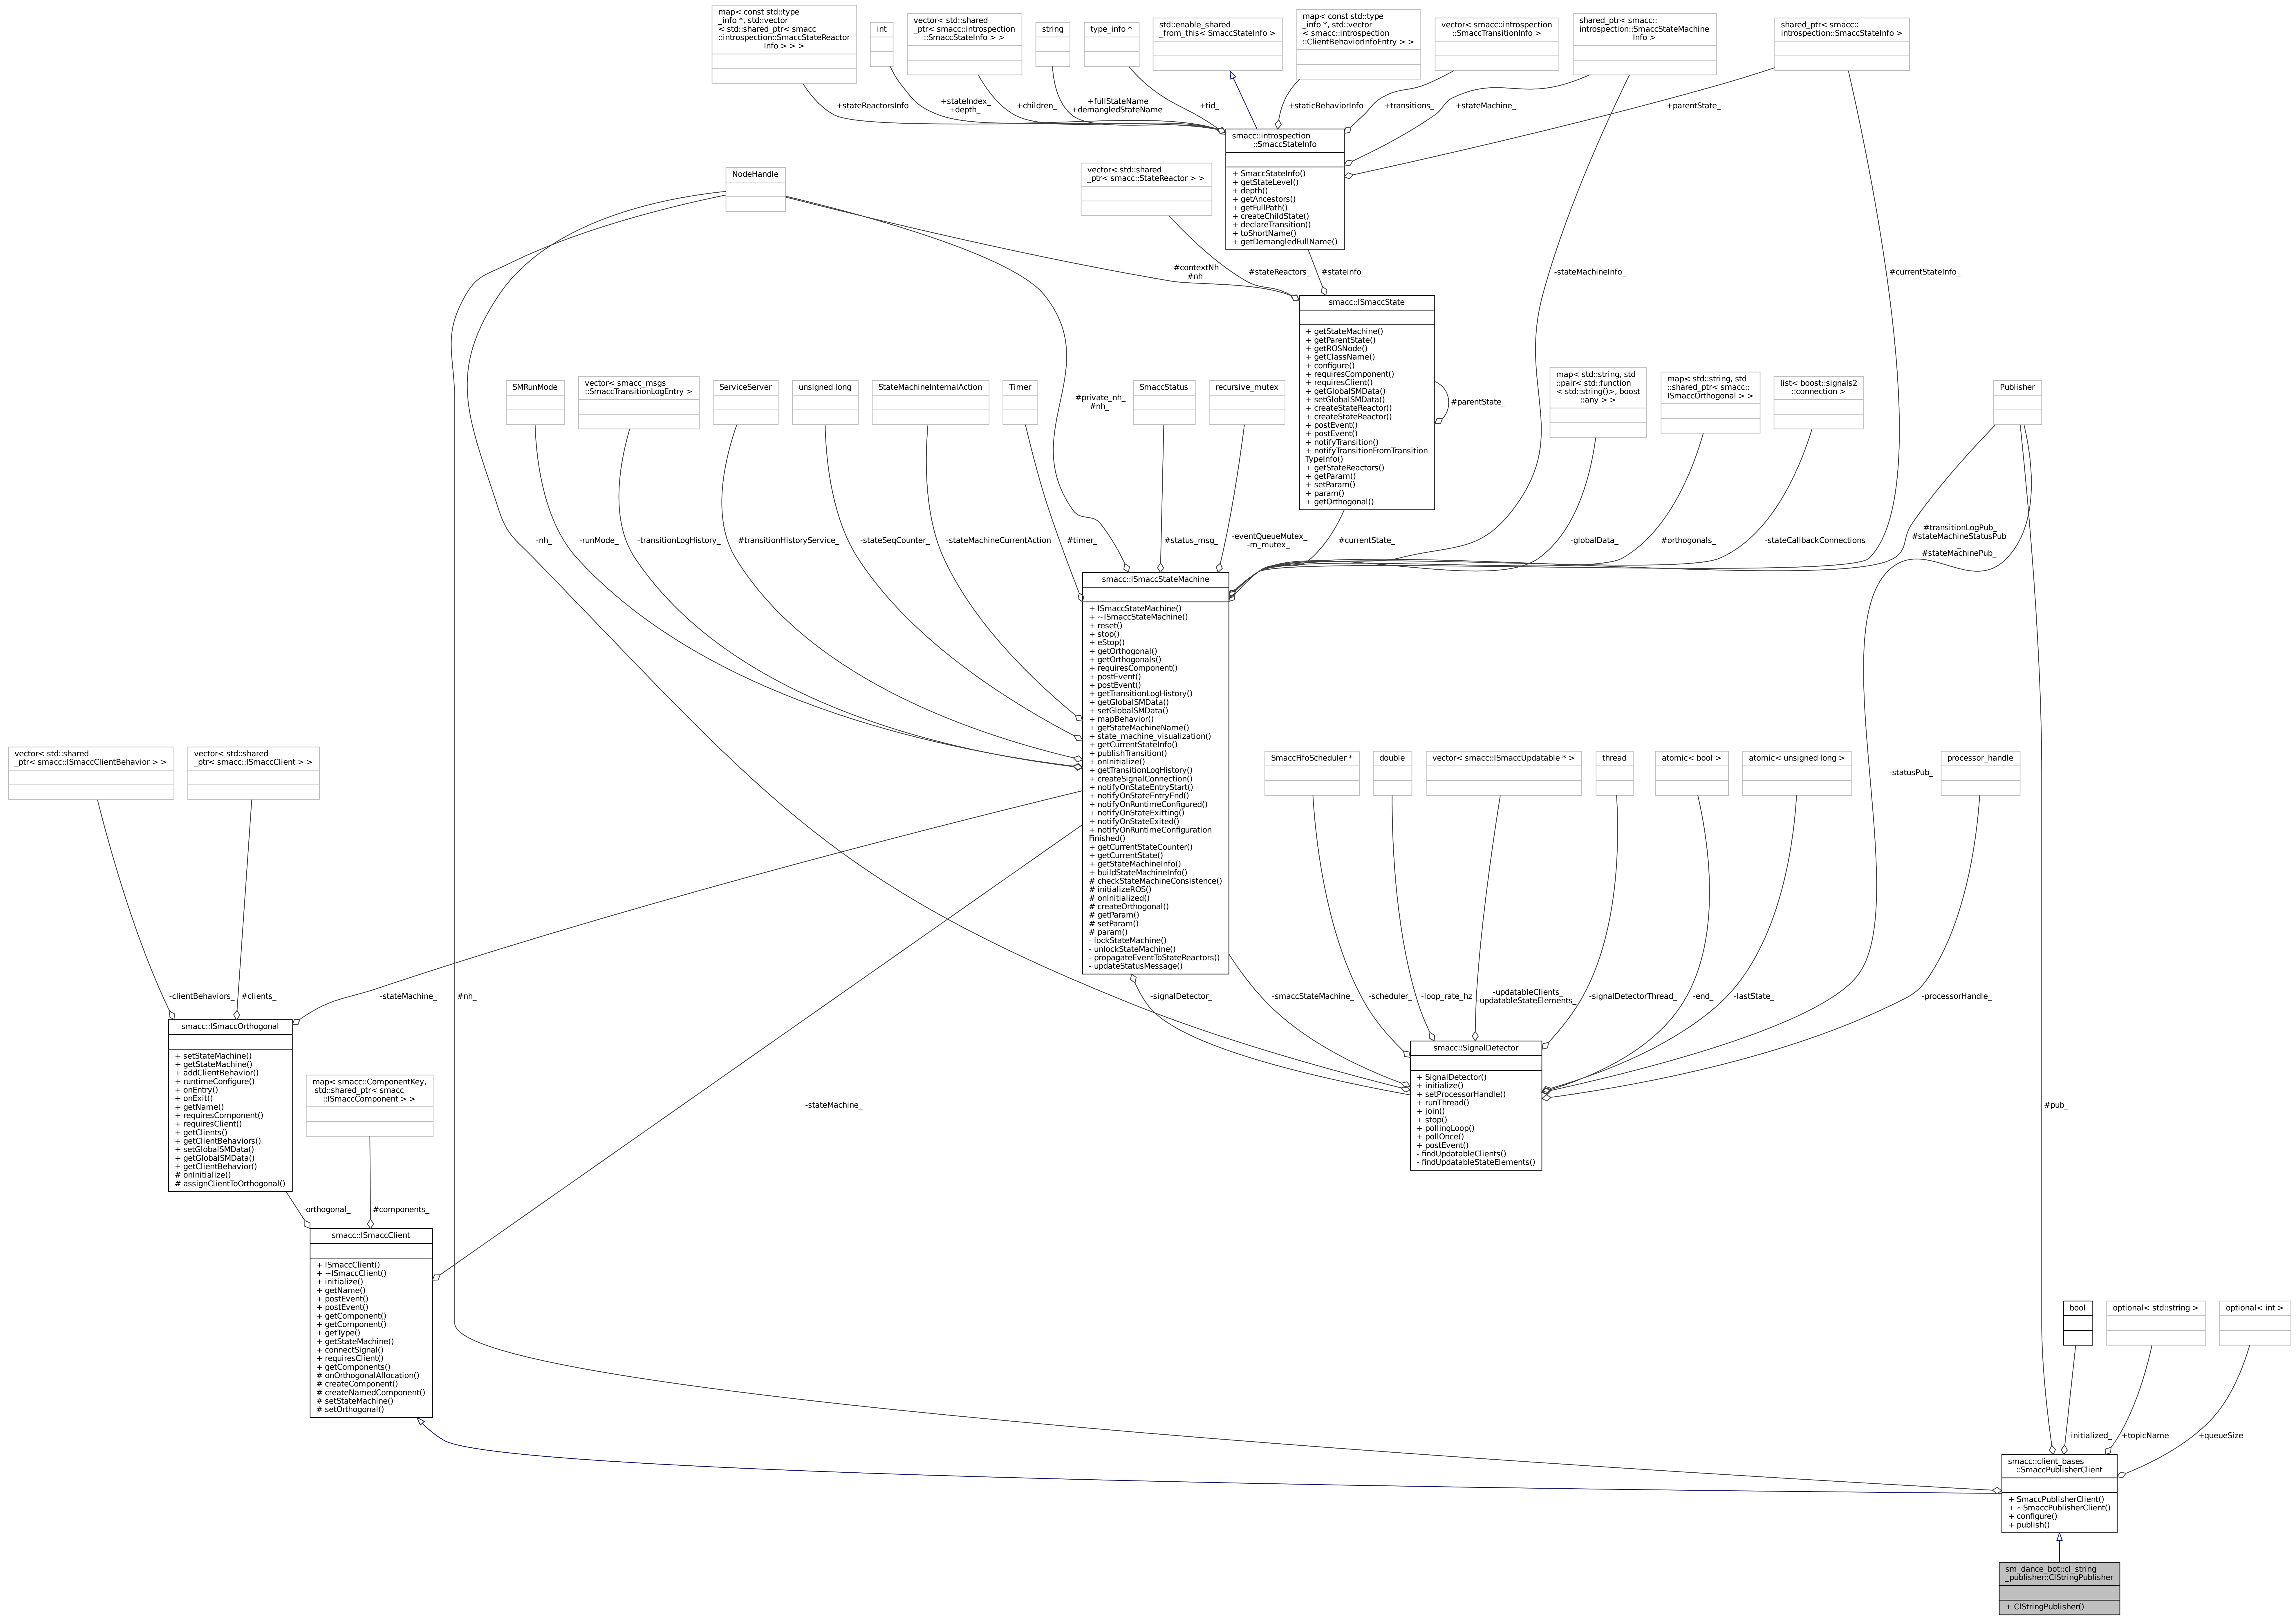 map< const std::type
_info *, std::vector
< std::shared_ptr< smacc
::introspection::SmaccStateReactor
Info > > >
int
vector< std::shared
_ptr< smacc::introspection
::SmaccStateInfo > >
string
type_info *
std::enable_shared
_from_this< SmaccStateInfo >
map< const std::type
_info *, std::vector
< smacc::introspection
::ClientBehaviorInfoEntry > >
vector< smacc::introspection
::SmaccTransitionInfo >
shared_ptr< smacc::
introspection::SmaccStateMachine
Info >
shared_ptr< smacc::
introspection::SmaccStateInfo >
+stateReactorsInfo
+stateIndex_
+depth_
+children_
+fullStateName
+demangledStateName
+tid_
+staticBehaviorInfo
+transitions_
+stateMachine_
+parentState_
smacc::introspection
::SmaccStateInfo
+ SmaccStateInfo()
+ getStateLevel()
+ depth()
+ getAncestors()
+ getFullPath()
+ createChildState()
+ declareTransition()
+ toShortName()
+ getDemangledFullName()
NodeHandle
vector< std::shared
_ptr< smacc::StateReactor > >
#contextNh
#nh
#stateReactors_
#stateInfo_
-stateMachineInfo_
#currentStateInfo_
smacc::ISmaccState
+ getStateMachine()
+ getParentState()
+ getROSNode()
+ getClassName()
+ configure()
+ requiresComponent()
+ requiresClient()
+ getGlobalSMData()
+ setGlobalSMData()
+ createStateReactor()
+ createStateReactor()
+ postEvent()
+ postEvent()
+ notifyTransition()
+ notifyTransitionFromTransition
TypeInfo()
+ getStateReactors()
+ getParam()
+ setParam()
+ param()
+ getOrthogonal()
#parentState_
SMRunMode
vector< smacc_msgs
::SmaccTransitionLogEntry >
ServiceServer
unsigned long
StateMachineInternalAction
Timer
#private_nh_
#nh_
SmaccStatus
recursive_mutex
map< std::string, std
::pair< std::function
< std::string()>, boost
::any > >
map< std::string, std
::shared_ptr< smacc::
ISmaccOrthogonal > >
list< boost::signals2
::connection >
Publisher
-nh_
-runMode_
-transitionLogHistory_
#transitionHistoryService_
-stateSeqCounter_
-stateMachineCurrentAction
#timer_
#status_msg_
-eventQueueMutex_
-m_mutex_
#currentState_
-globalData_
#orthogonals_
-stateCallbackConnections
#transitionLogPub_
#stateMachineStatusPub
_
#stateMachinePub_
smacc::ISmaccStateMachine
+ ISmaccStateMachine()
+ ~ISmaccStateMachine()
+ reset()
+ stop()
+ eStop()
+ getOrthogonal()
+ getOrthogonals()
+ requiresComponent()
+ postEvent()
+ postEvent()
+ getTransitionLogHistory()
+ getGlobalSMData()
+ setGlobalSMData()
+ mapBehavior()
+ getStateMachineName()
+ state_machine_visualization()
+ getCurrentStateInfo()
+ publishTransition()
+ onInitialize()
+ getTransitionLogHistory()
+ createSignalConnection()
+ notifyOnStateEntryStart()
+ notifyOnStateEntryEnd()
+ notifyOnRuntimeConfigured()
+ notifyOnStateExitting()
+ notifyOnStateExited()
+ notifyOnRuntimeConfiguration
Finished()
+ getCurrentStateCounter()
+ getCurrentState()
+ getStateMachineInfo()
+ buildStateMachineInfo()
# checkStateMachineConsistence()
# initializeROS()
# onInitialized()
# createOrthogonal()
# getParam()
# setParam()
# param()
- lockStateMachine()
- unlockStateMachine()
- propagateEventToStateReactors()
- updateStatusMessage()
vector< std::shared
_ptr< smacc::ISmaccClientBehavior > >
vector< std::shared
_ptr< smacc::ISmaccClient > >
SmaccFifoScheduler *
double
vector< smacc::ISmaccUpdatable * >
thread
atomic< bool >
atomic< unsigned long >
-statusPub_
processor_handle
-clientBehaviors_
#clients_
-stateMachine_
#nh_
-signalDetector_
-smaccStateMachine_
-scheduler_
-loop_rate_hz
-updatableClients_
-updatableStateElements_
-signalDetectorThread_
-end_
-lastState_
-processorHandle_
smacc::ISmaccOrthogonal
+ setStateMachine()
+ getStateMachine()
+ addClientBehavior()
+ runtimeConfigure()
+ onEntry()
+ onExit()
+ getName()
+ requiresComponent()
+ requiresClient()
+ getClients()
+ getClientBehaviors()
+ setGlobalSMData()
+ getGlobalSMData()
+ getClientBehavior()
# onInitialize()
# assignClientToOrthogonal()
map< smacc::ComponentKey,
std::shared_ptr< smacc
::ISmaccComponent > >
-stateMachine_
smacc::SignalDetector
+ SignalDetector()
+ initialize()
+ setProcessorHandle()
+ runThread()
+ join()
+ stop()
+ pollingLoop()
+ pollOnce()
+ postEvent()
- findUpdatableClients()
- findUpdatableStateElements()
#pub_
-orthogonal_
#components_
smacc::ISmaccClient
+ ISmaccClient()
+ ~ISmaccClient()
+ initialize()
+ getName()
+ postEvent()
+ postEvent()
+ getComponent()
+ getComponent()
+ getType()
+ getStateMachine()
+ connectSignal()
+ requiresClient()
+ getComponents()
# onOrthogonalAllocation()
# createComponent()
# createNamedComponent()
# setStateMachine()
# setOrthogonal()
bool
optional< std::string >
optional< int >
-initialized_
+topicName
+queueSize
smacc::client_bases
::SmaccPublisherClient
+ SmaccPublisherClient()
+ ~SmaccPublisherClient()
+ configure()
+ publish()
sm_dance_bot::cl_string
_publisher::ClStringPublisher
+ ClStringPublisher()